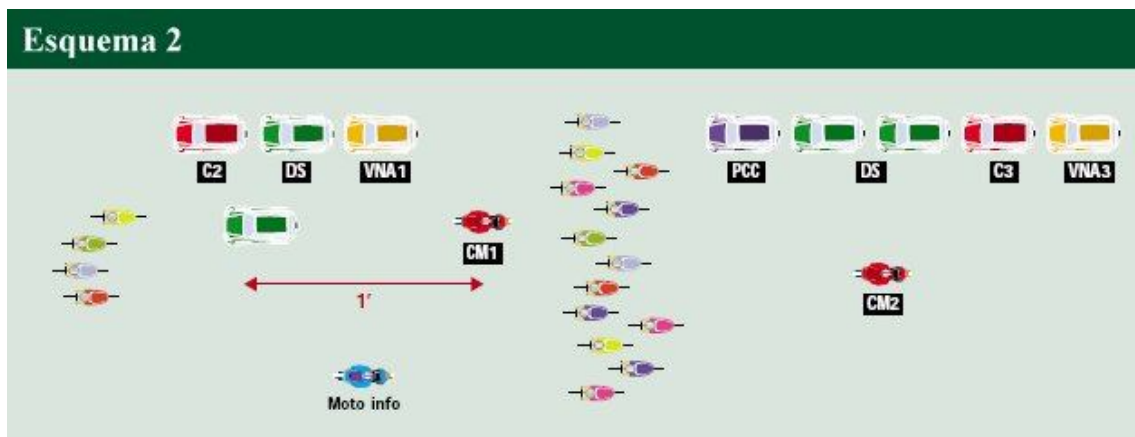 Esquema 2
C2 DS VNA1 PCC DS C3 VNA3
CM1
1'
CM2
Moto info